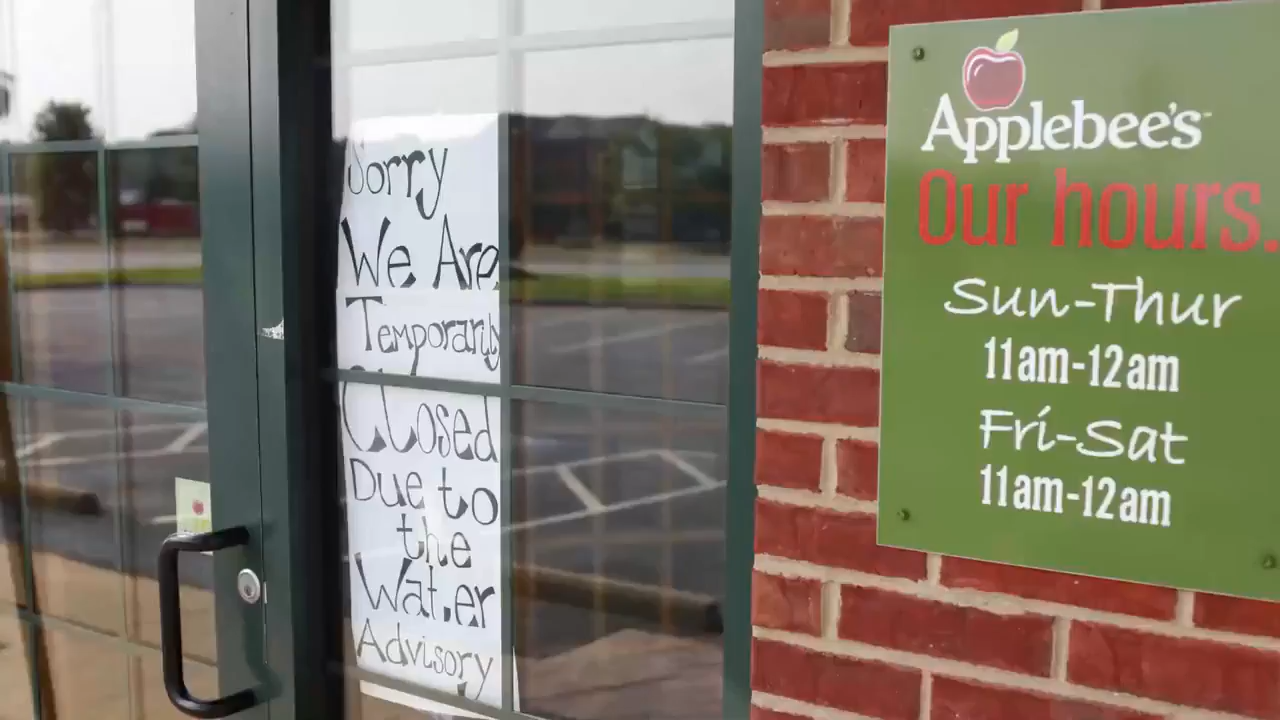 Sorry
We Are
Temporarily
Closed
Due to
the
Water
Advisory
Applebee's™
Our hours.
Sun-Thur
11am-12am
Fri-Sat
11am-12am